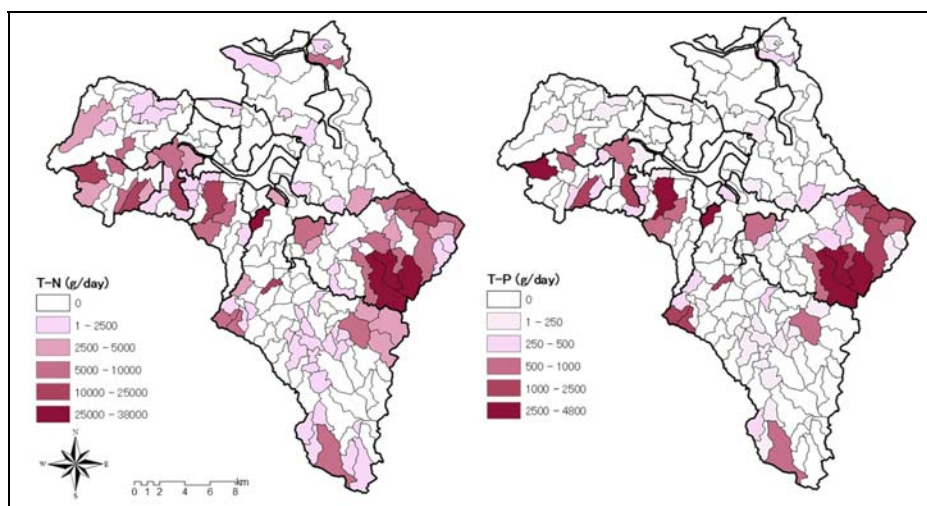 T-N (g/day)
0
1 - 2500
2500 - 5000
5000 - 10000
10000 - 25000
25000 - 38000
N
W E
S
0 1 2 4 6 8 km
T-P (g/day)
0
1 - 250
250 - 500
500 - 1000
1000 - 2500
2500 - 4800